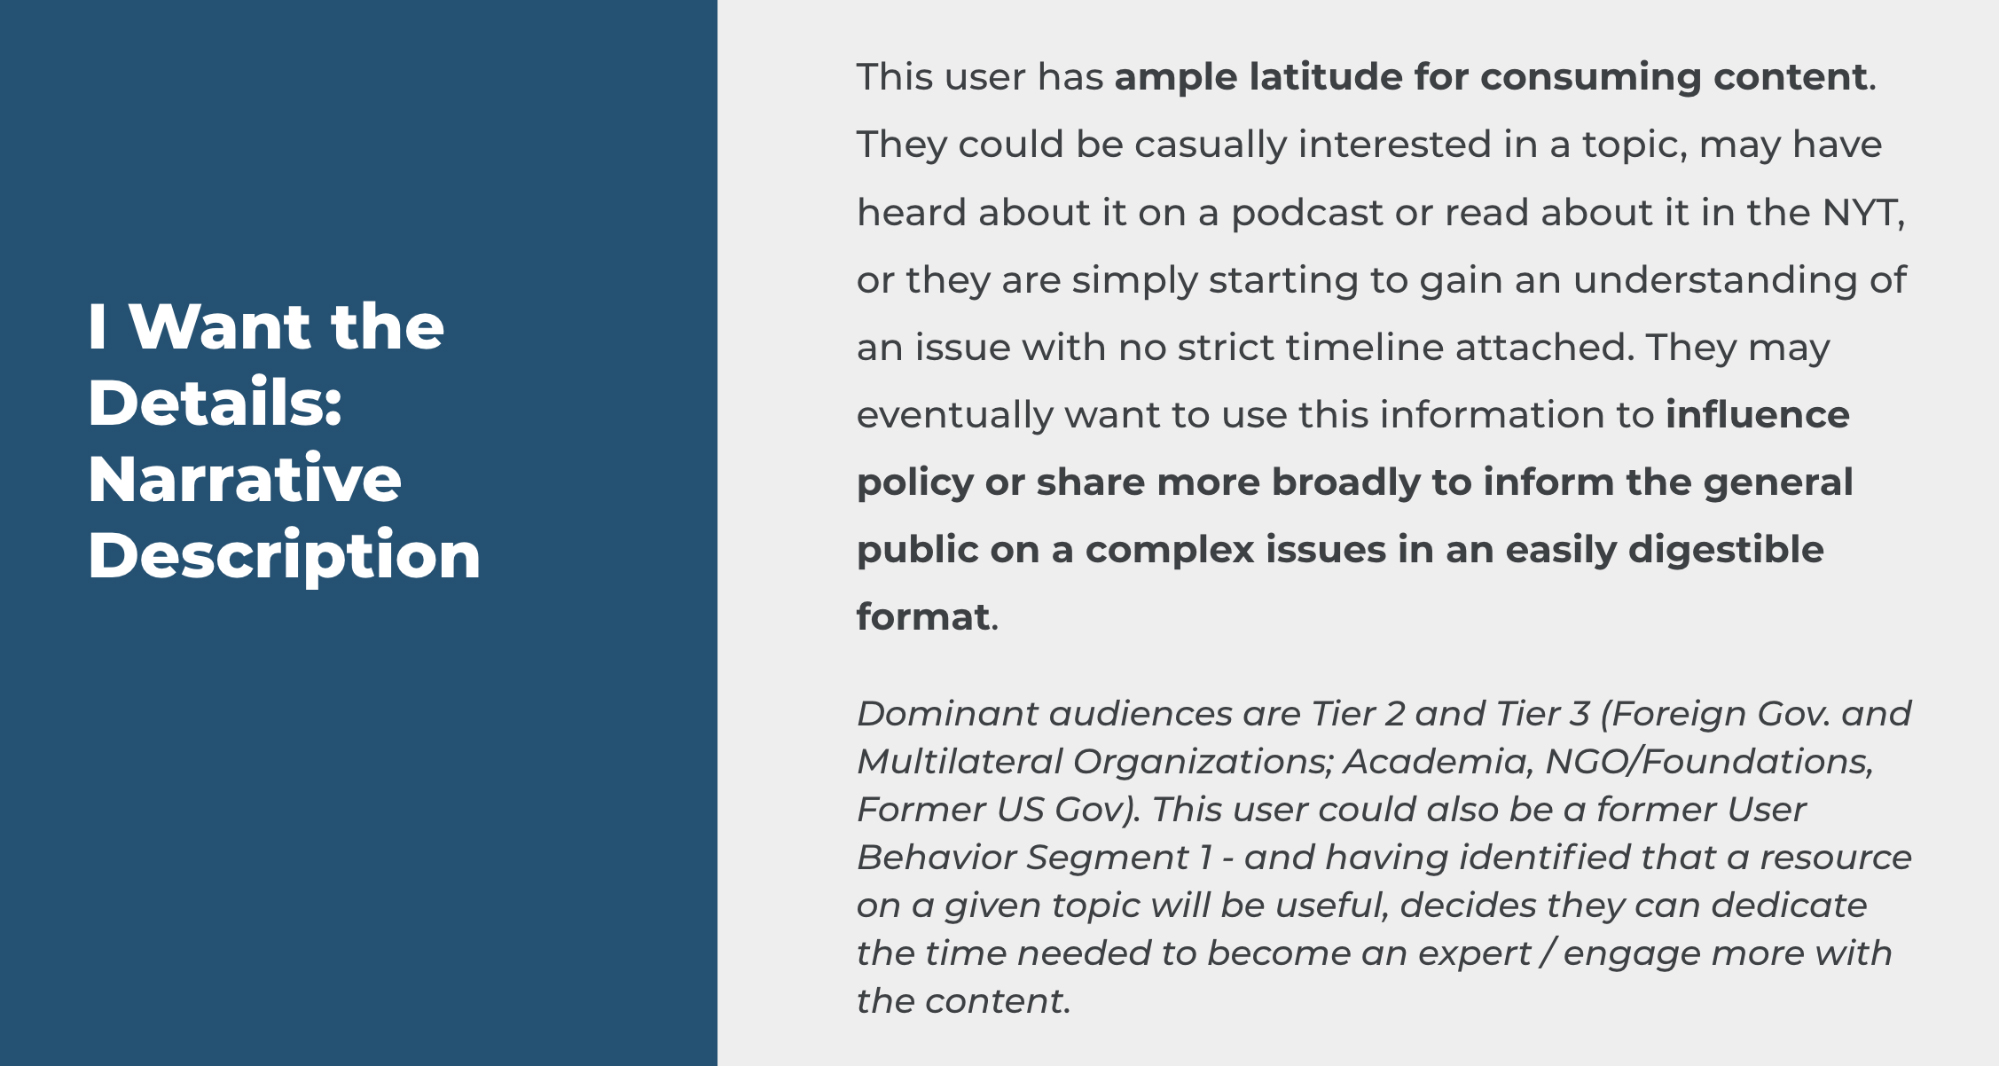 I Want the
Details:
Narrative
Description
This user has ample latitude for consuming content.
They could be casually interested in a topic, may have
heard about it on a podcast or read about it in the NYT,
or they are simply starting to gain an understanding of
an issue with no strict timeline attached. They may
eventually want to use this information to influence
policy or share more broadly to inform the general
public on a complex issues in an easily digestible
format.
Dominant audiences are Tier 2 and Tier 3 (Foreign Gov. and
Multilateral Organizations; Academia, NGO/Foundations,
Former US Gov). This user could also be a former User
Behavior Segment 1 - and having identified that a resource
on a given topic will be useful, decides they can dedicate
the time needed to become an expert / engage more with
the content.